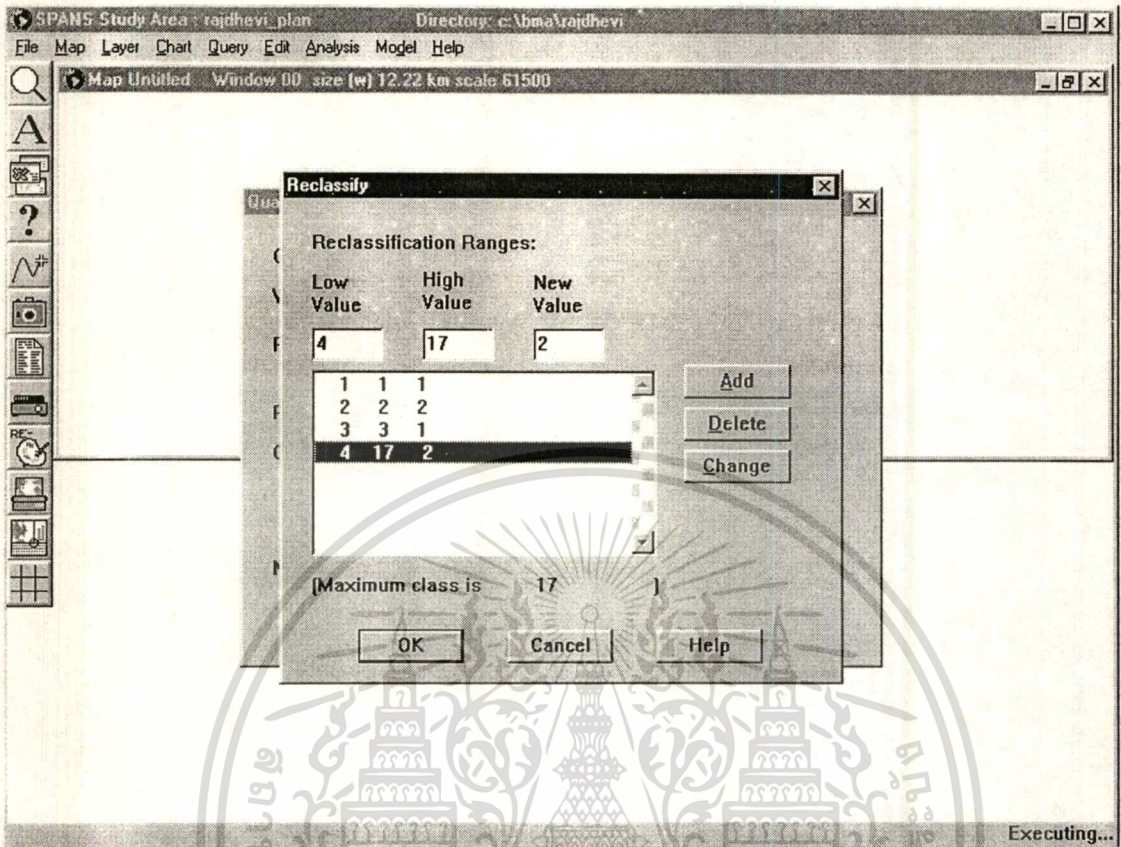 SPANS Study Area : rajdhevi_plan Directory: c:\bma\rajdhevi
File Map Layer Chart Query Edit Analysis Model Help
Map Untitled Window 00 size (w) 12.22 km scale 61500
A
?
RE-
Qua
Reclassify
Reclassification Ranges:
Low Value High Value New Value
4 17 2
1 1 1
2 2 2
3 3 1
4 17 2
Add
Delete
Change
(Maximum class is 17 )
OK Cancel Help
Executing...